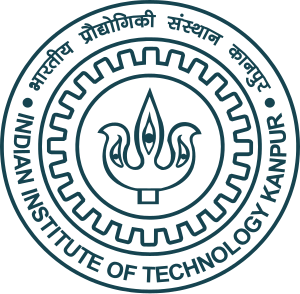 भारतीय प्रौद्योगिकी संस्थान कानपुर
INDIAN INSTITUTE OF TECHNOLOGY KANPUR